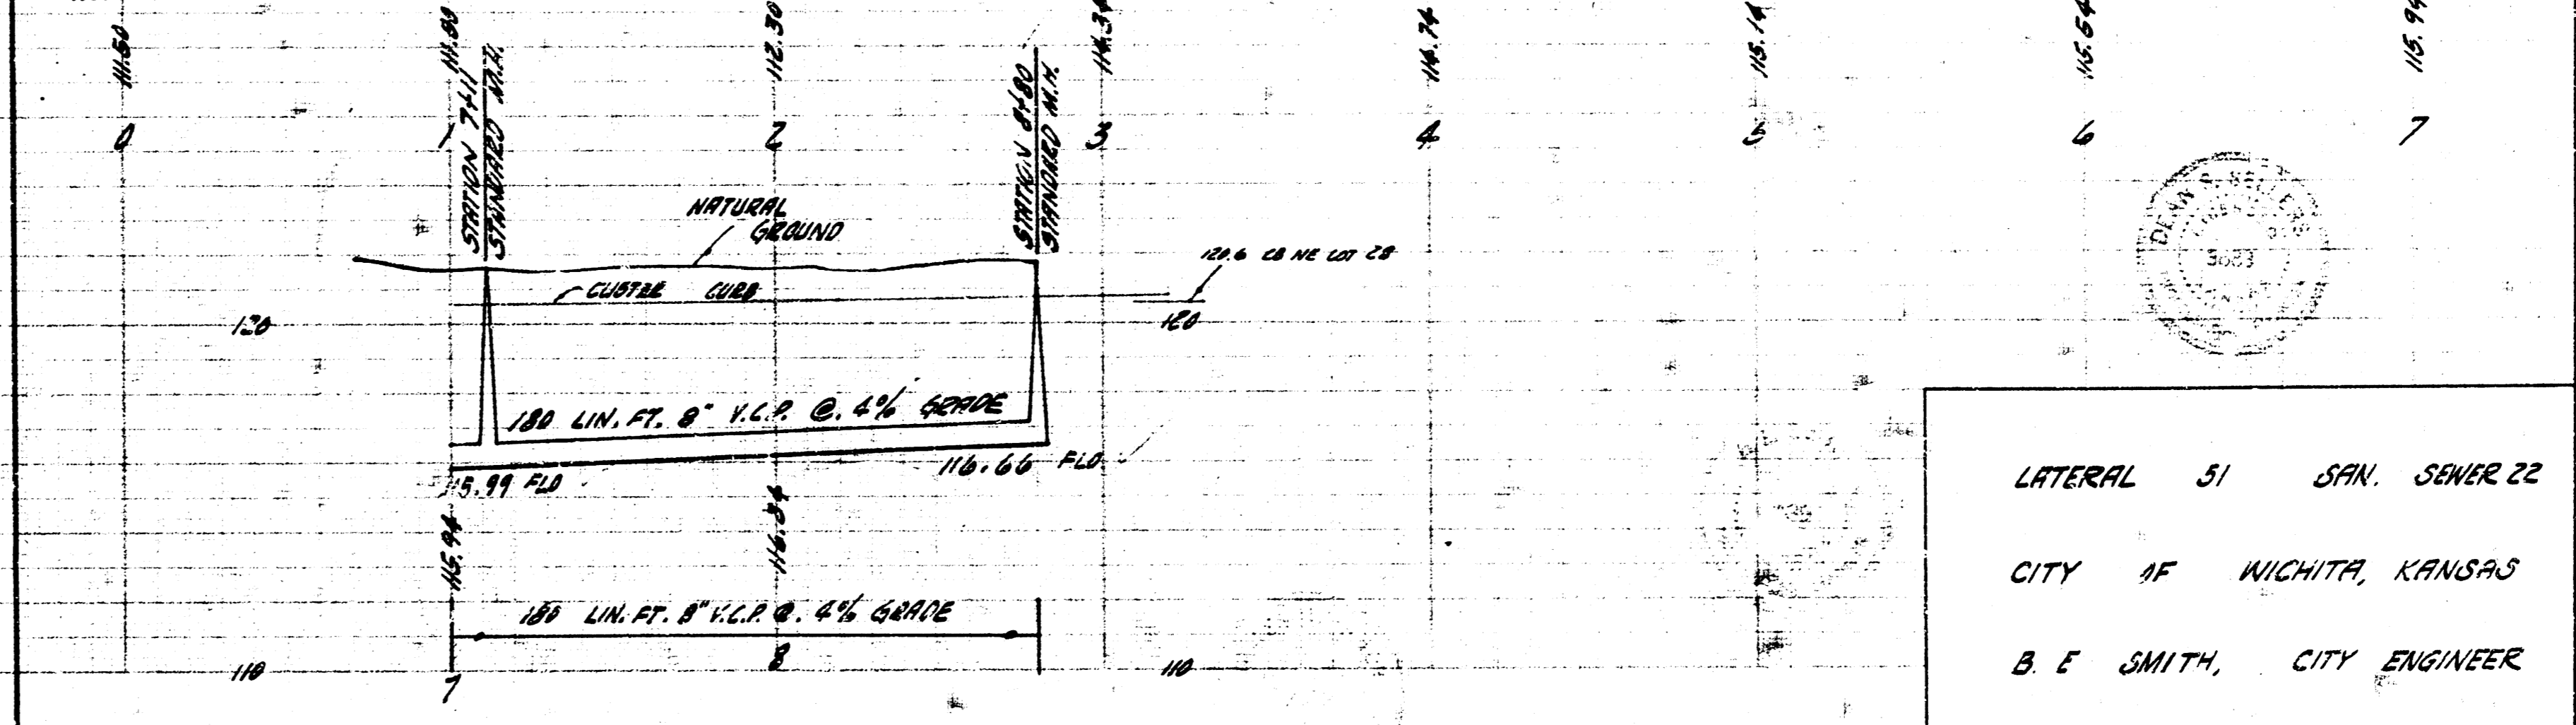 111.50
112.30
114.34
114.74
115.14
115.54
115.94
STATION 7+11
STANDARD M.H.
STATION 8+80
STANDARD M.H.
0 1 2 3 4 5 6 7
NATURAL
GROUND
120.6 CB NE LOT 28
CUSTER CURB
120 120
180 LIN. FT. 8" V.C.P. @ .4% GRADE
115.99 FLO
116.66 FLO
115.94
116.34
180 LIN. FT. 8" V.C.P. @ .4% GRADE
110 110
7 8
LATERAL 51 SAN. SEWER 22
CITY OF WICHITA, KANSAS
B. E SMITH, CITY ENGINEER